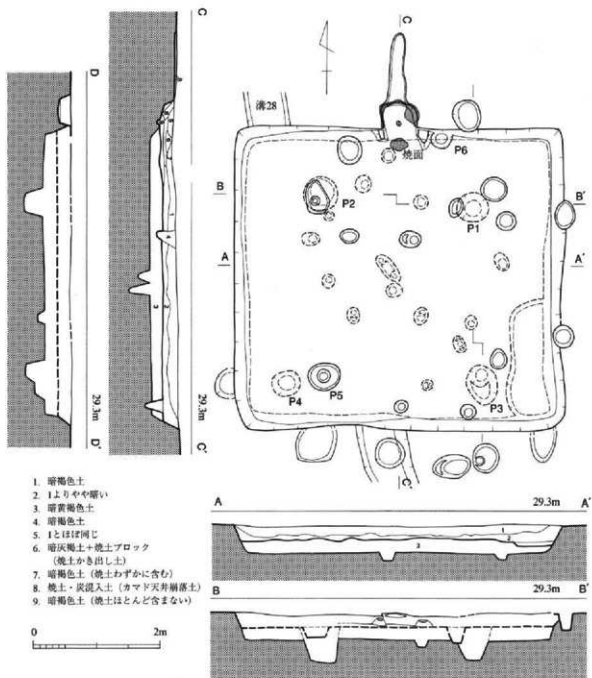 C
D
C
溝28
焼面
P6
B
B'
P2
P1
A
A'
P4
P5
P3
29.3m
D'
29.3m
C'
C'
1. 暗褐色土
2. 1よりやや暗い
3. 暗黄褐色土
4. 暗褐色土
5. 1とほぼ同じ
6. 暗灰褐土+焼土ブロック
(焼土かき出し土)
7. 暗褐色土(焼土わずかに含む)
8. 焼土・炭混入土(カマド天井崩落土)
9. 暗褐色土(焼土ほとんど含まない)
0 2m
A 29.3m A'
1
2
3
B 29.3m B'